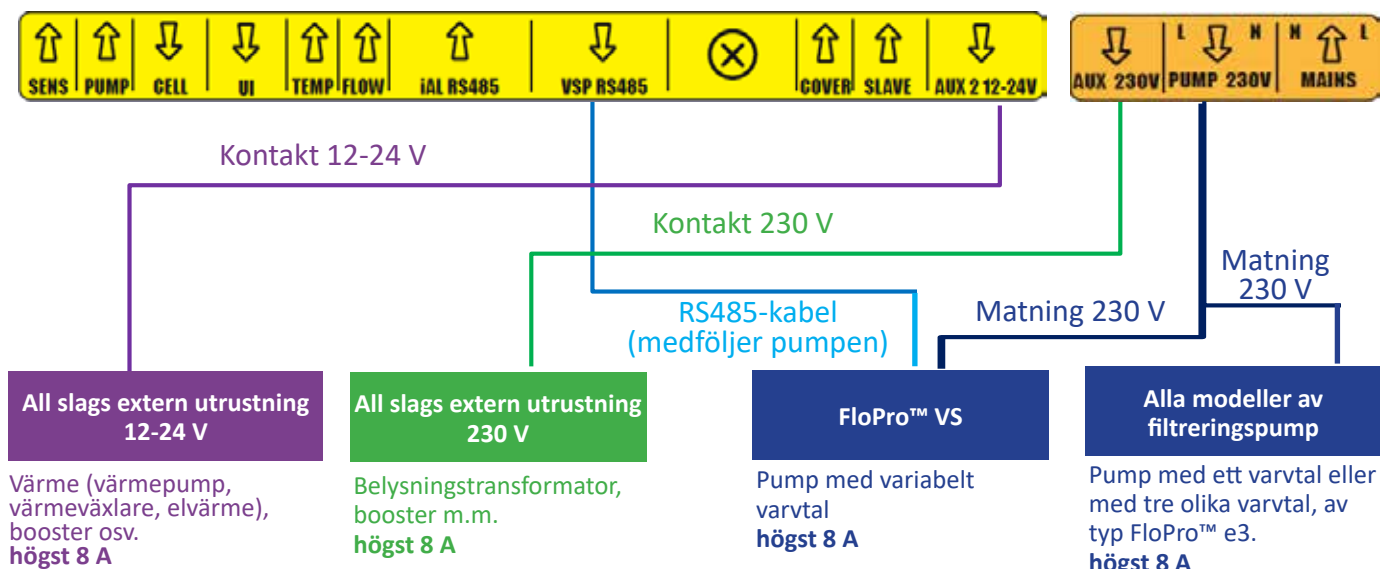 SENS PUMP CELL UI TEMP FLOW iAL RS485 VSP RS485 COVER SLAVE AUX 2 12-24V
L N N L
AUX 230V PUMP 230V MAINS
Kontakt 12-24 V
Kontakt 230 V
RS485-kabel
(medföljer pumpen)
Matning 230 V
Matning
230 V
All slags extern utrustning
12-24 V
Värme (värmepump,
värmeväxlare, elvärme),
booster osv.
högst 8 A
All slags extern utrustning
230 V
Belysningstransformator,
booster m.m.
högst 8 A
FloPro™ VS
Pump med variabelt
varvtal
högst 8 A
Alla modeller av
filtreringspump
Pump med ett varvtal eller
med tre olika varvtal, av
typ FloPro™ e3.
högst 8 A